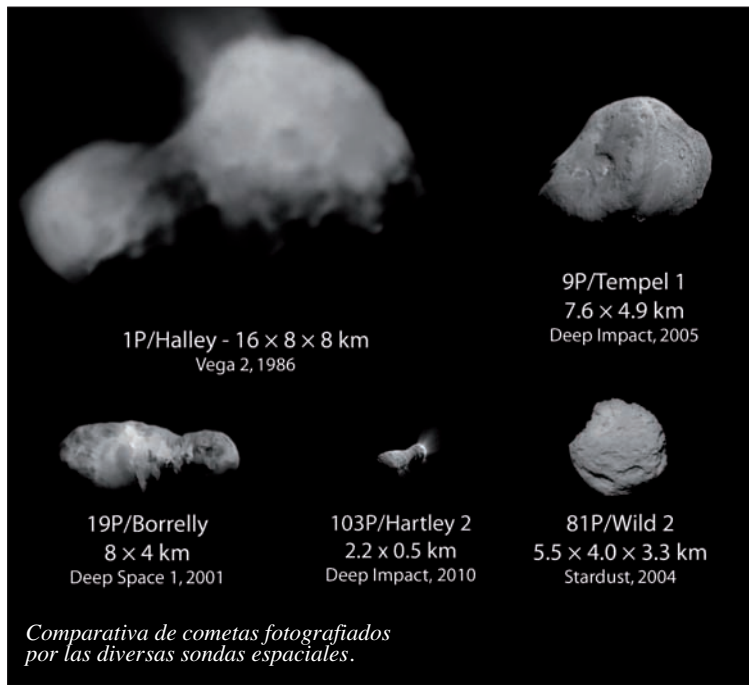 1P/Halley - 16 × 8 × 8 km
Vega 2, 1986
9P/Tempel 1
7.6 × 4.9 km
Deep Impact, 2005
19P/Borrelly
8 × 4 km
Deep Space 1, 2001
103P/Hartley 2
2.2 x 0.5 km
Deep Impact, 2010
81P/Wild 2
5.5 × 4.0 × 3.3 km
Stardust, 2004
Comparativa de cometas fotografiados
por las diversas sondas espaciales.